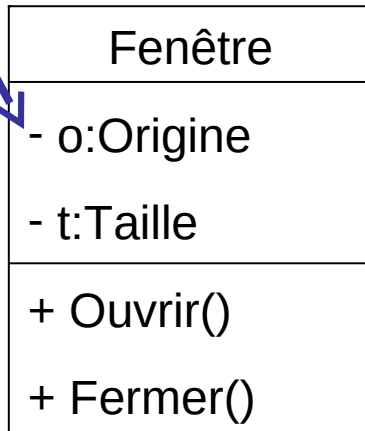 Fenêtre
- o:Origine
- t:Taille
+ Ouvrir()
+ Fermer()